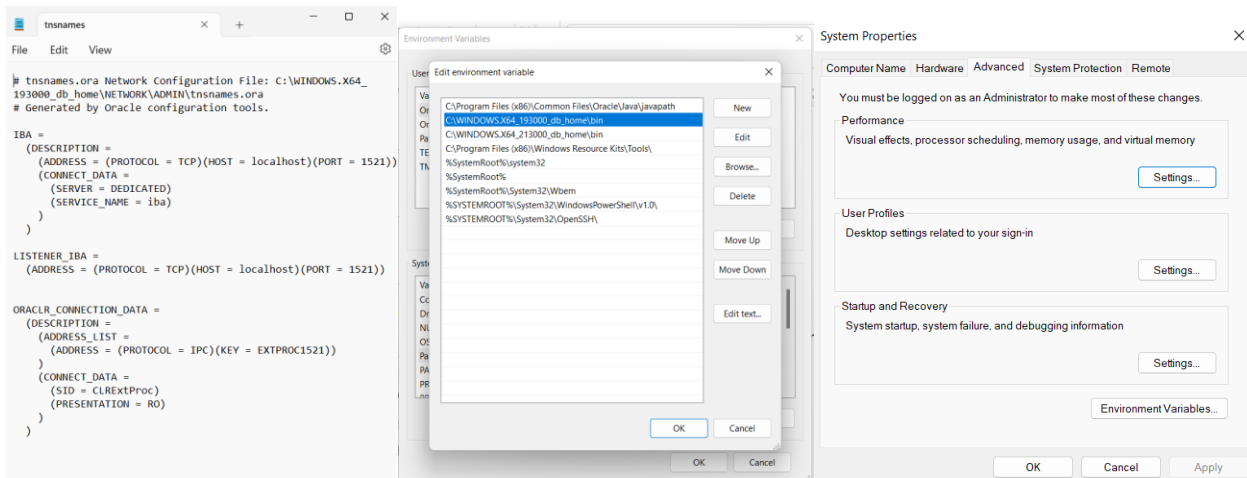 tnsnames
File Edit View
# tnsnames.ora Network Configuration File: C:\WINDOWS.X64_
193000_db_home\NETWORK\ADMIN\tnsnames.ora
# Generated by Oracle configuration tools.
IBA =
(DESCRIPTION =
(ADDRESS = (PROTOCOL = TCP)(HOST = localhost)(PORT = 1521))
(CONNECT_DATA =
(SERVER = DEDICATED)
(SERVICE_NAME = iba)
)
)
LISTENER_IBA =
(ADDRESS = (PROTOCOL = TCP)(HOST = localhost)(PORT = 1521))
ORACLR_CONNECTION_DATA =
(DESCRIPTION =
(ADDRESS_LIST =
(ADDRESS = (PROTOCOL = IPC)(KEY = EXTPROC1521))
)
(CONNECT_DATA =
(SID = CLRExtProc)
(PRESENTATION = RO)
)
)
Environment Variables
User
Edit environment variable
C:\Program Files (x86)\Common Files\Oracle\Java\javapath
C:\WINDOWS.X64_193000_db_home\bin
C:\WINDOWS.X64_213000_db_home\bin
C:\Program Files (x86)\Windows Resource Kits\Tools\
%SystemRoot%\system32
%SystemRoot%
%SystemRoot%\System32\Wbem
%SYSTEMROOT%\System32\WindowsPowerShell\v1.0\
%SYSTEMROOT%\System32\OpenSSH\
New
Edit
Browse...
Delete
Move Up
Move Down
Edit text...
OK Cancel
OK Cancel
System Properties
Computer Name Hardware Advanced System Protection Remote
You must be logged on as an Administrator to make most of these changes.
Performance
Visual effects, processor scheduling, memory usage, and virtual memory
Settings...
User Profiles
Desktop settings related to your sign-in
Settings...
Startup and Recovery
System startup, system failure, and debugging information
Settings...
Environment Variables...
OK Cancel Apply